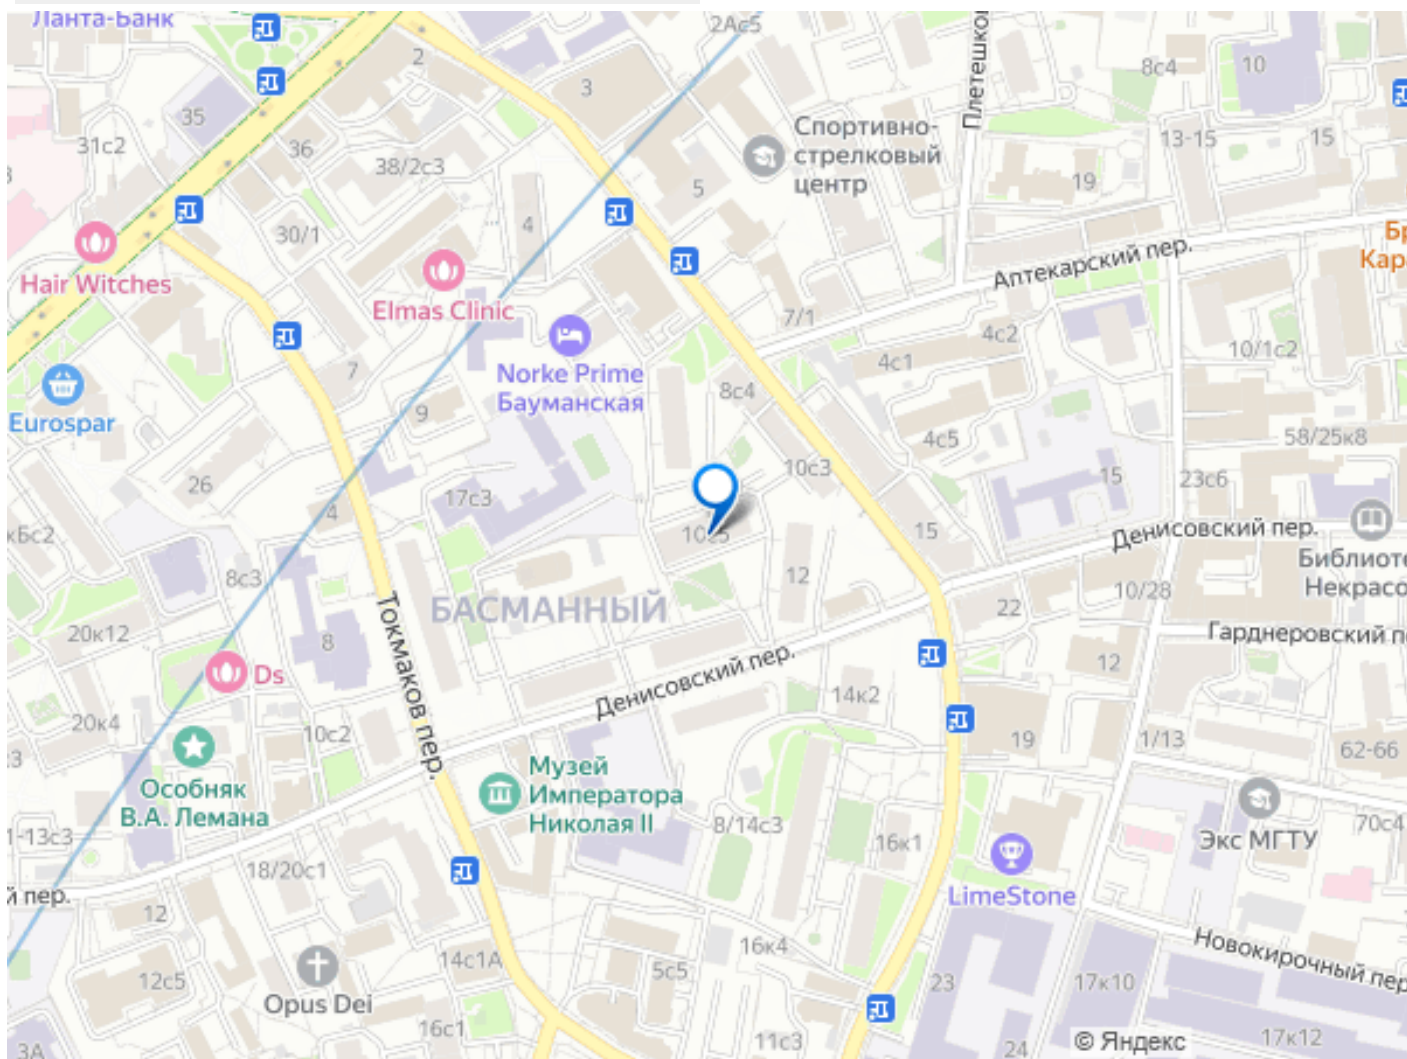 Ланта-Банк
2Ас5
2
3
8с4
10
Плетешков
35
31с2
36
38/2с3
Спортивно-
стрелковый
центр
13-15
15
19
5
4
30/1
Hair Witches
Elmas Clinic
Аптекарский пер.
7/1
4с2
4с1
10/1с2
Norke Prime
Бауманская
7
9
8с4
Eurospar
4с5
58/25к8
10с3
15
23с6
26
4
17с3
10с5
15
Денисовский пер.
Библиоте
Некрасо
8с3
12
10/28
22
БАСМАННЫЙ
Токмаков пер.
20к12
8
Гарднеровский п
12
Ds
Денисовский пер.
14к2
20к4
10с2
19
1/13
62-66
Особняк
В.А. Лемана
Музей
Императора
Николая II
8/14с3
16к1
Экс МГТУ
70с4
1-13с3
18/20с1
LimeStone
й пер.
12
Новокирочный пер
14с1А
16к4
12с5
5с5
23
17к10
Opus Dei
16с1
11с3
24
© Яндекс
17к12
3А